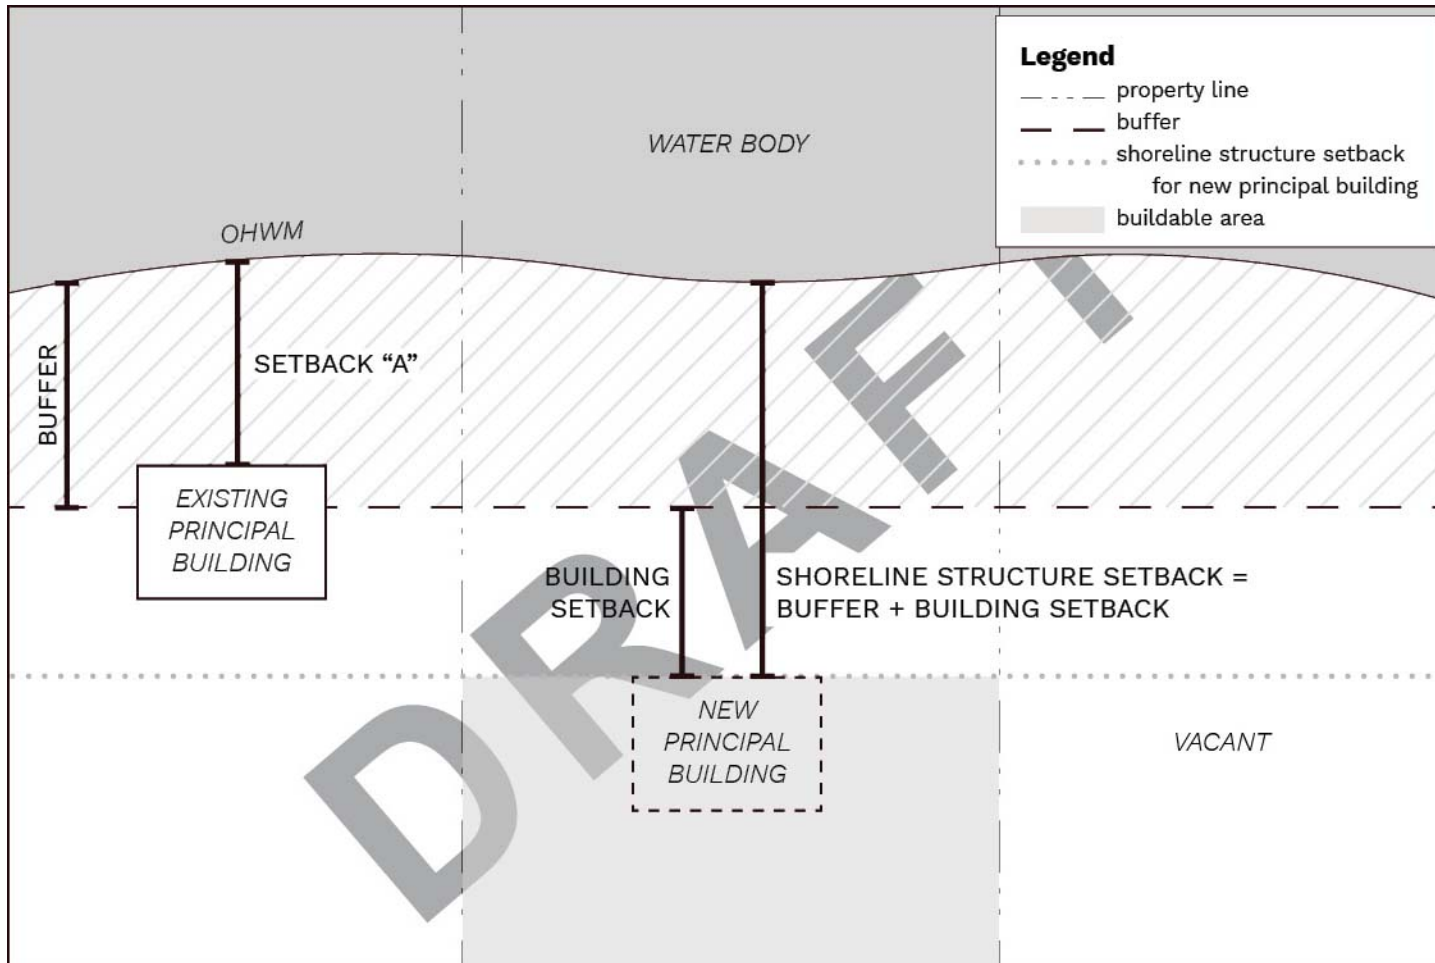 Legend
property line
buffer
shoreline structure setback
for new principal building
buildable area
WATER BODY
OHWM
BUFFER
SETBACK “A”
EXISTING
PRINCIPAL
BUILDING
BUILDING
SETBACK
SHORELINE STRUCTURE SETBACK =
BUFFER + BUILDING SETBACK
NEW
PRINCIPAL
BUILDING
VACANT
DRAFT